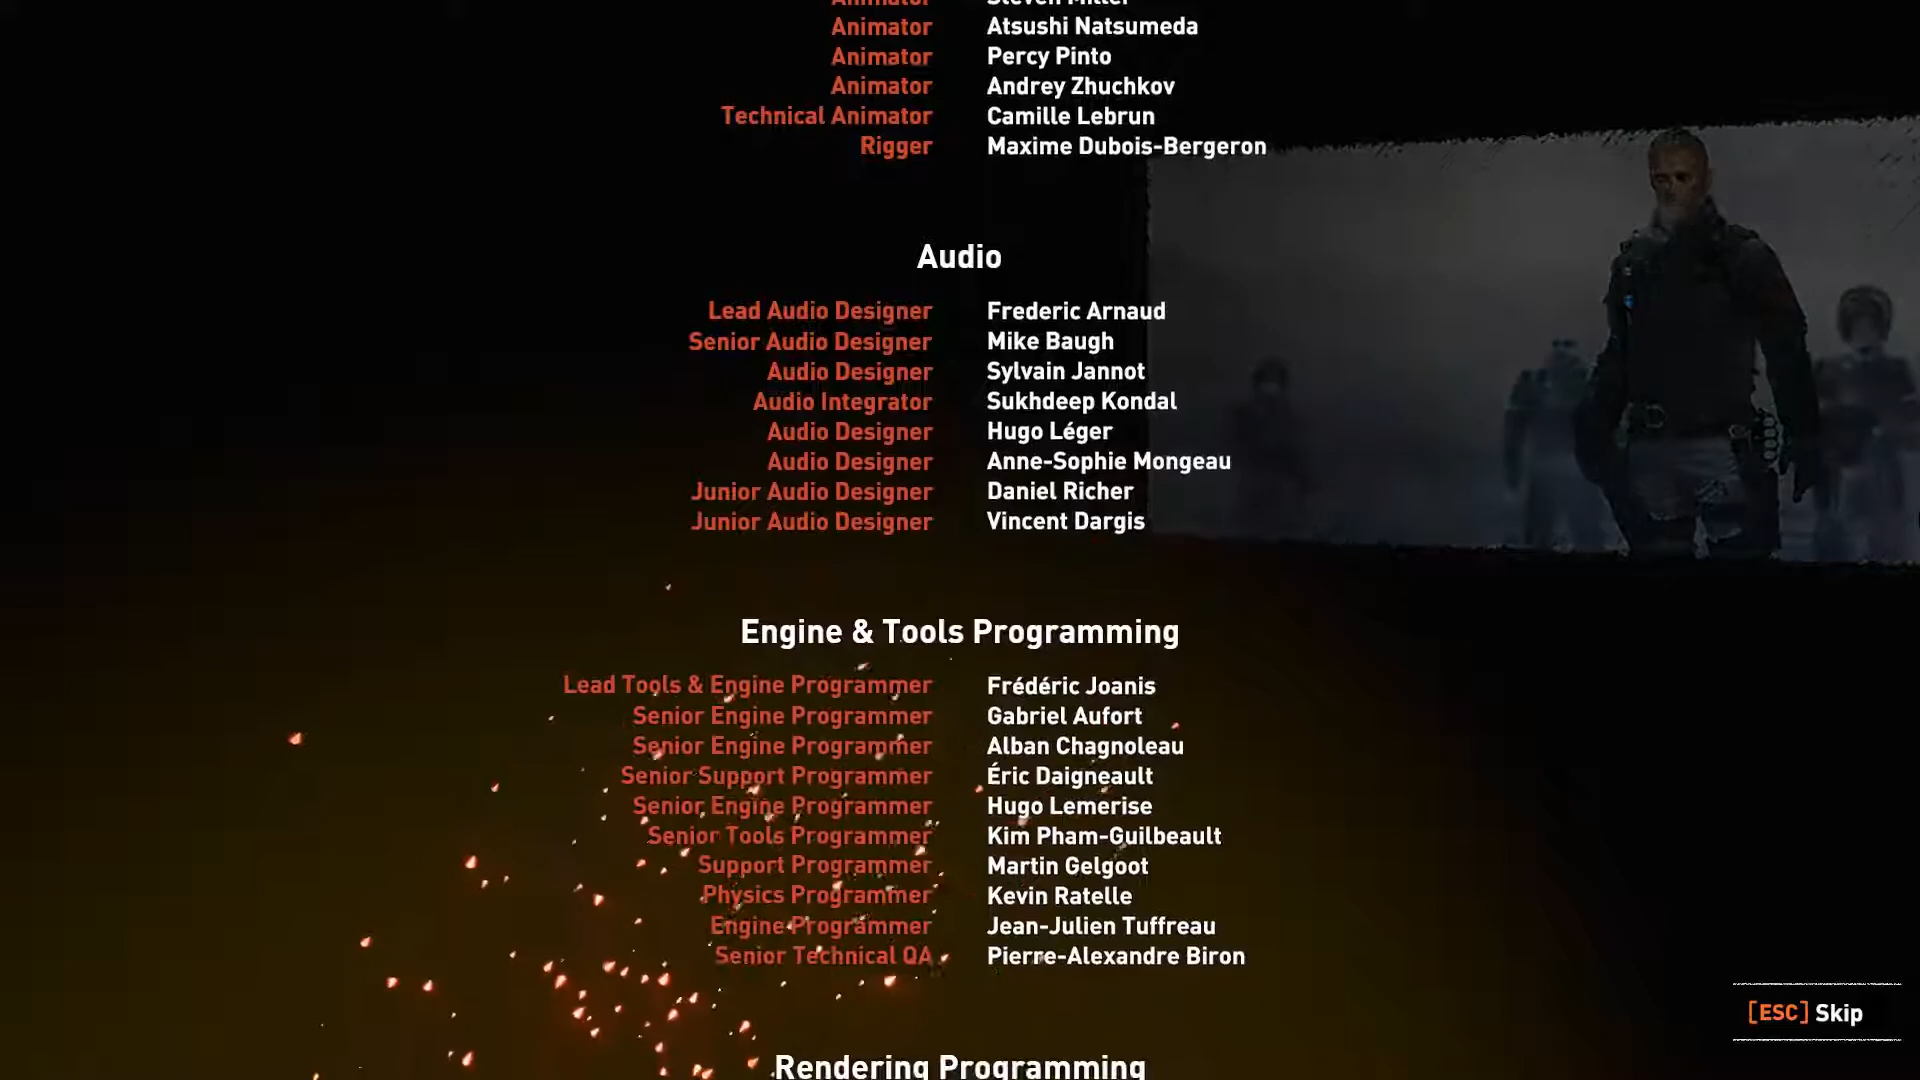 Animator Steven Miller
Animator Atsushi Natsumeda
Animator Percy Pinto
Animator Andrey Zhuchkov
Technical Animator Camille Lebrun
Rigger Maxime Dubois-Bergeron
Audio
Lead Audio Designer Frederic Arnaud
Senior Audio Designer Mike Baugh
Audio Designer Sylvain Jannot
Audio Integrator Sukhdeep Kondal
Audio Designer Hugo Léger
Audio Designer Anne-Sophie Mongeau
Junior Audio Designer Daniel Richer
Junior Audio Designer Vincent Dargis
Engine & Tools Programming
Lead Tools & Engine Programmer Frédéric Joanis
Senior Engine Programmer Gabriel Aufort
Senior Engine Programmer Alban Chagnoleau
Senior Support Programmer Éric Daigneault
Senior Engine Programmer Hugo Lemerise
Senior Tools Programmer Kim Pham-Guilbeault
Support Programmer Martin Gelgoot
Physics Programmer Kevin Ratelle
Engine Programmer Jean-Julien Tuffreau
Senior Technical QA Pierre-Alexandre Biron
[ESC] Skip
Rendering Programming